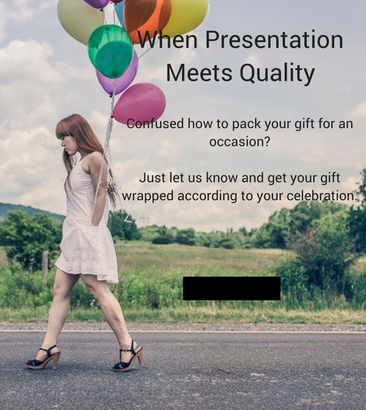 When Presentation
Meets Quality
Confused how to pack your gift for an
occasion?
Just let us know and get your gift
wrapped according to your celebration.